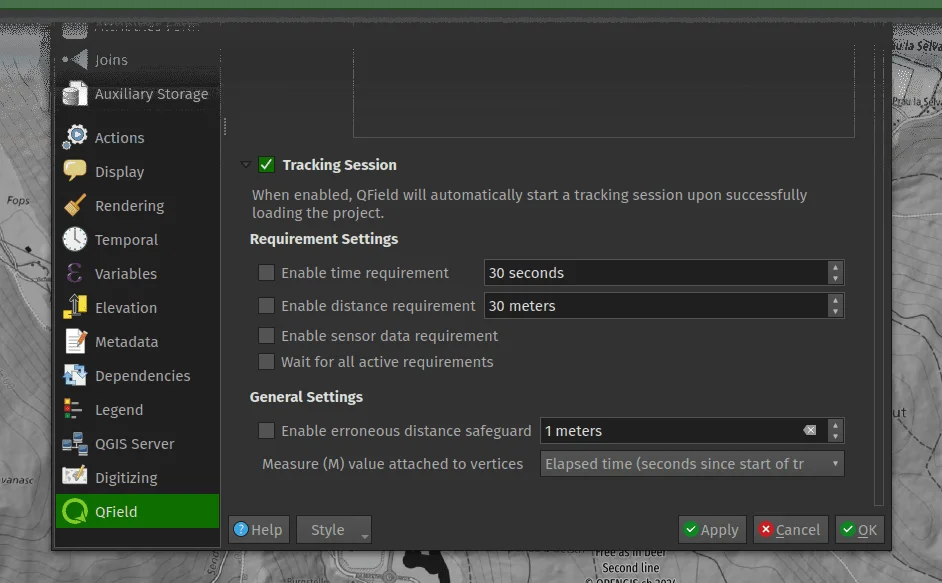 Joins
Auxiliary Storage
Actions
Display
Rendering
Temporal
Variables
Elevation
Metadata
Dependencies
Legend
QGIS Server
Digitizing
QField
Tracking Session
When enabled, QField will automatically start a tracking session upon successfully
loading the project.
Requirement Settings
Enable time requirement 30 seconds
Enable distance requirement 30 meters
Enable sensor data requirement
Wait for all active requirements
General Settings
Enable erroneous distance safeguard 1 meters
Measure (M) value attached to vertices Elapsed time (seconds since start of tr
Help Style Apply Cancel OK
Fops
Prau la Selva
ut
Free as in beer
Second line
© OPENGIS.ch 2024